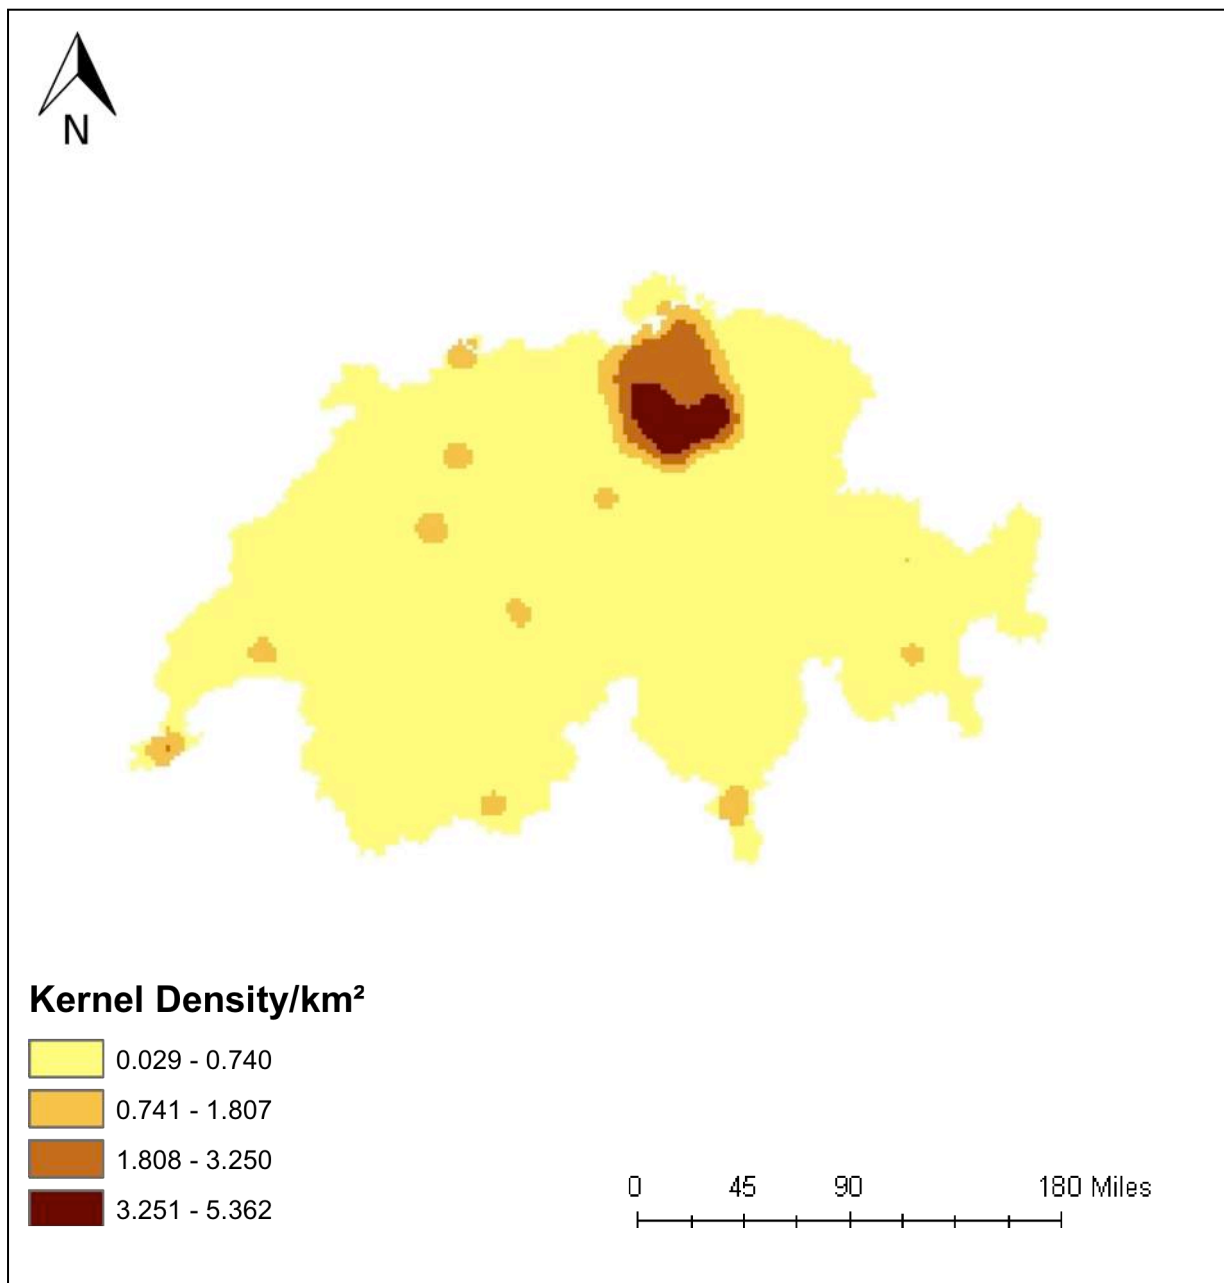 N
Kernel Density/km²
0.029 - 0.740
0.741 - 1.807
1.808 - 3.250
3.251 - 5.362
0 45 90 180 Miles